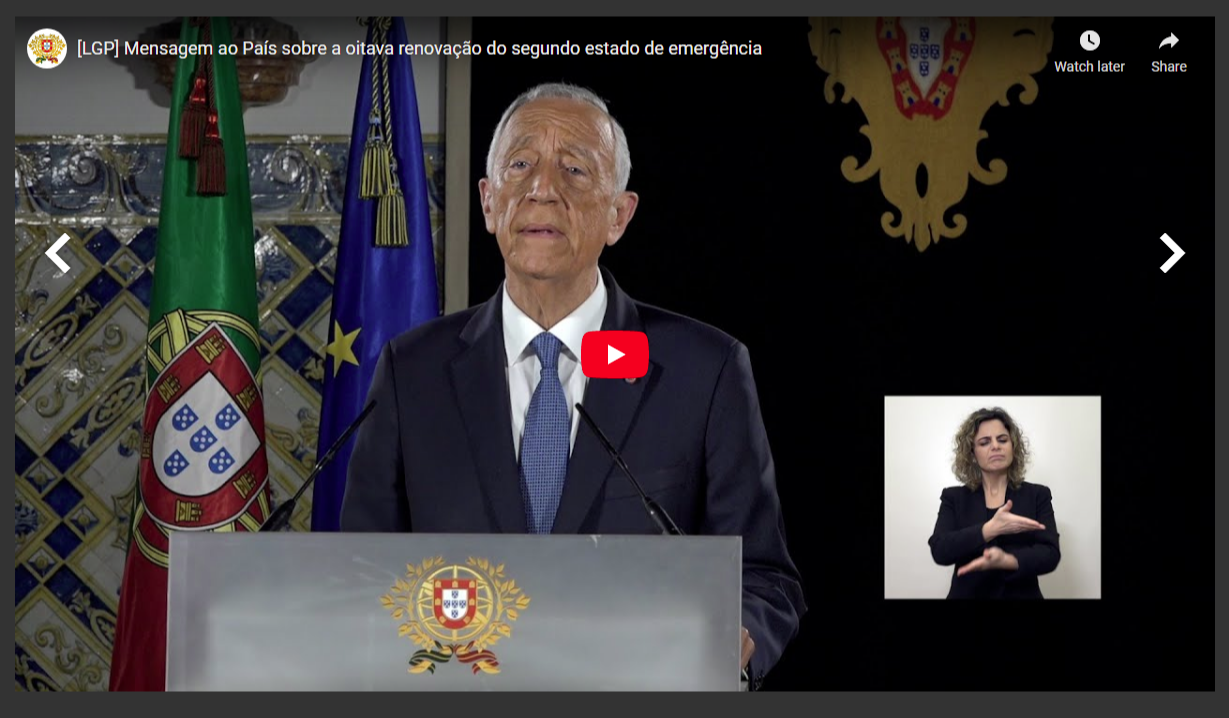 [LGP] Mensagem ao País sobre a oitava renovação do segundo estado de emergência
Watch later
Share